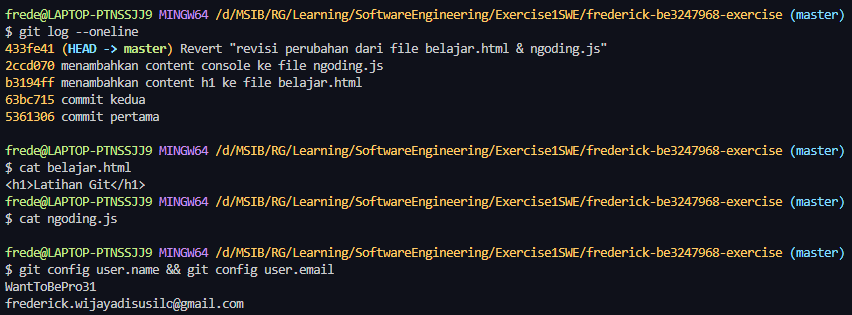 frede@LAPTOP-PTNSSJJ9 MINGW64 /d/MSIB/RG/Learning/SoftwareEngineering/Exercise1SWE/frederick-be3247968-exercise (master)
$ git log --oneline
433fe41 (HEAD -> master) Revert "revisi perubahan dari file belajar.html & ngoding.js"
2ccd070 menambahkan content console ke file ngoding.js
b3194ff menambahkan content h1 ke file belajar.html
63bc715 commit kedua
5361306 commit pertama
frede@LAPTOP-PTNSSJJ9 MINGW64 /d/MSIB/RG/Learning/SoftwareEngineering/Exercise1SWE/frederick-be3247968-exercise (master)
$ cat belajar.html
<h1>Latihan Git</h1>
frede@LAPTOP-PTNSSJJ9 MINGW64 /d/MSIB/RG/Learning/SoftwareEngineering/Exercise1SWE/frederick-be3247968-exercise (master)
$ cat ngoding.js
frede@LAPTOP-PTNSSJJ9 MINGW64 /d/MSIB/RG/Learning/SoftwareEngineering/Exercise1SWE/frederick-be3247968-exercise (master)
$ git config user.name && git config user.email
WantToBePro31
frederick.wijayadisusilo@gmail.com